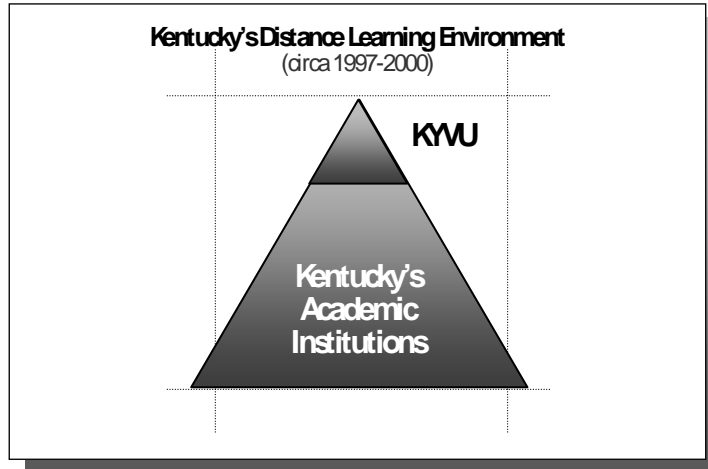 Kentucky's Distance Learning Environment
(circa 1997-2000)
KYVU
Kentucky's
Academic
Institutions